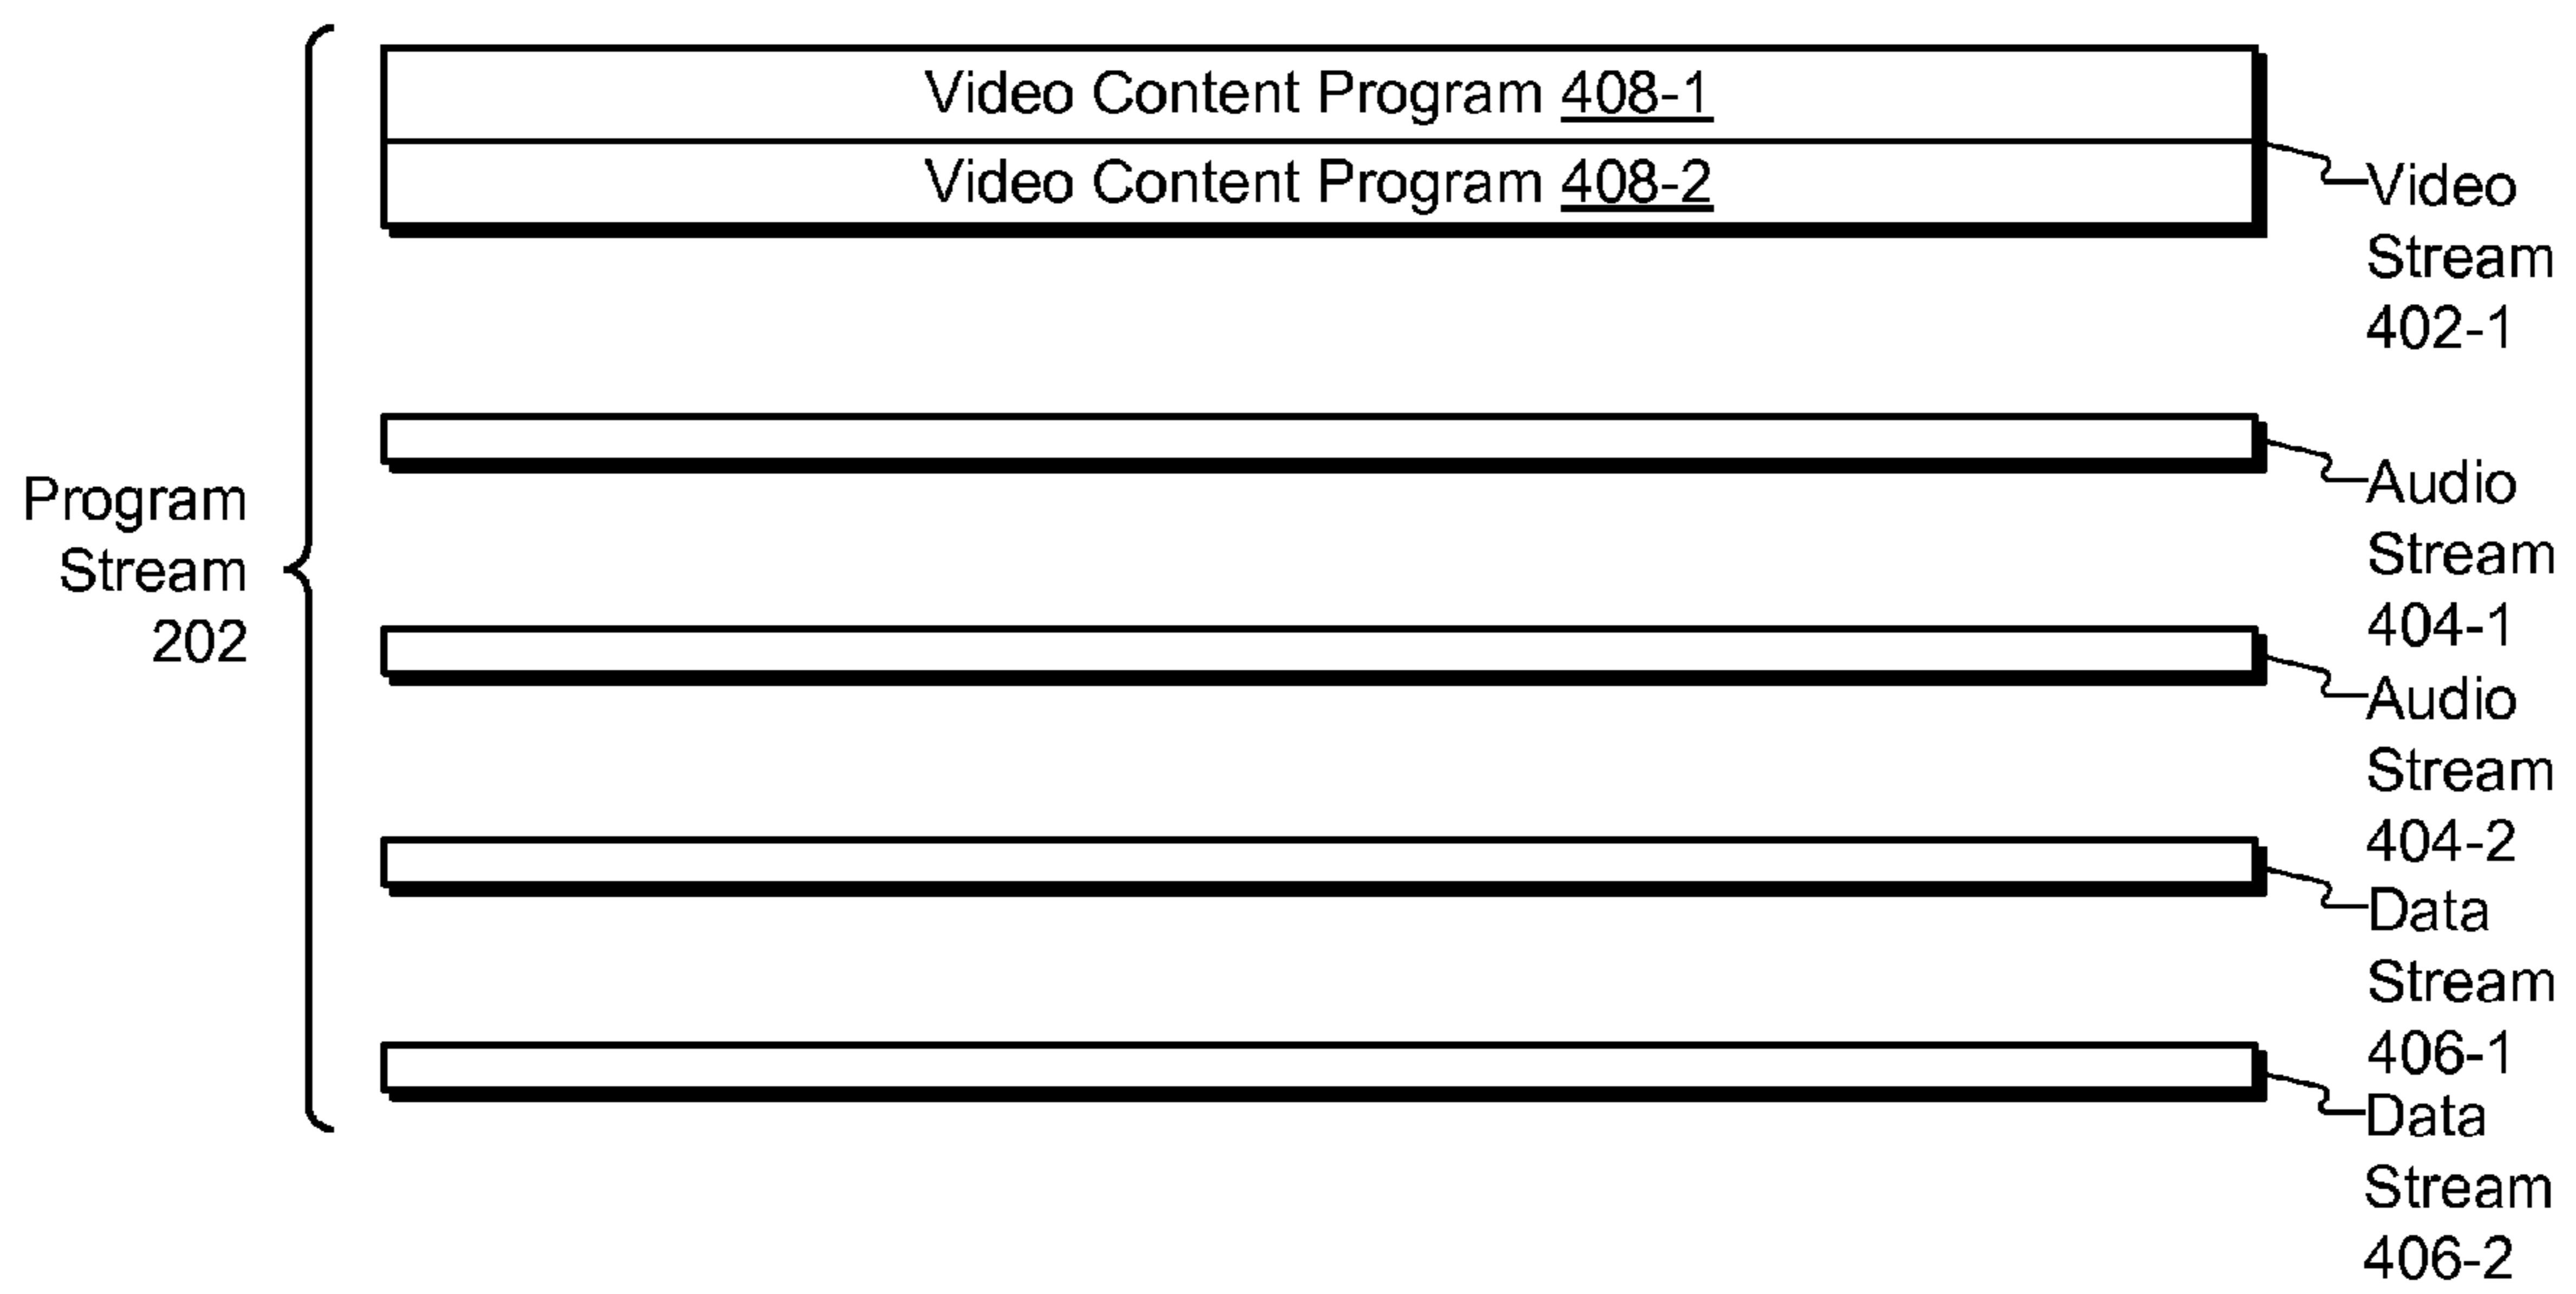 Video Content Program 408-1
Video Content Program 408-2
Video
Stream
402-1
Audio
Stream
404-1
Program
Stream
202
Audio
Stream
404-2
Data
Stream
406-1
Data
Stream
406-2